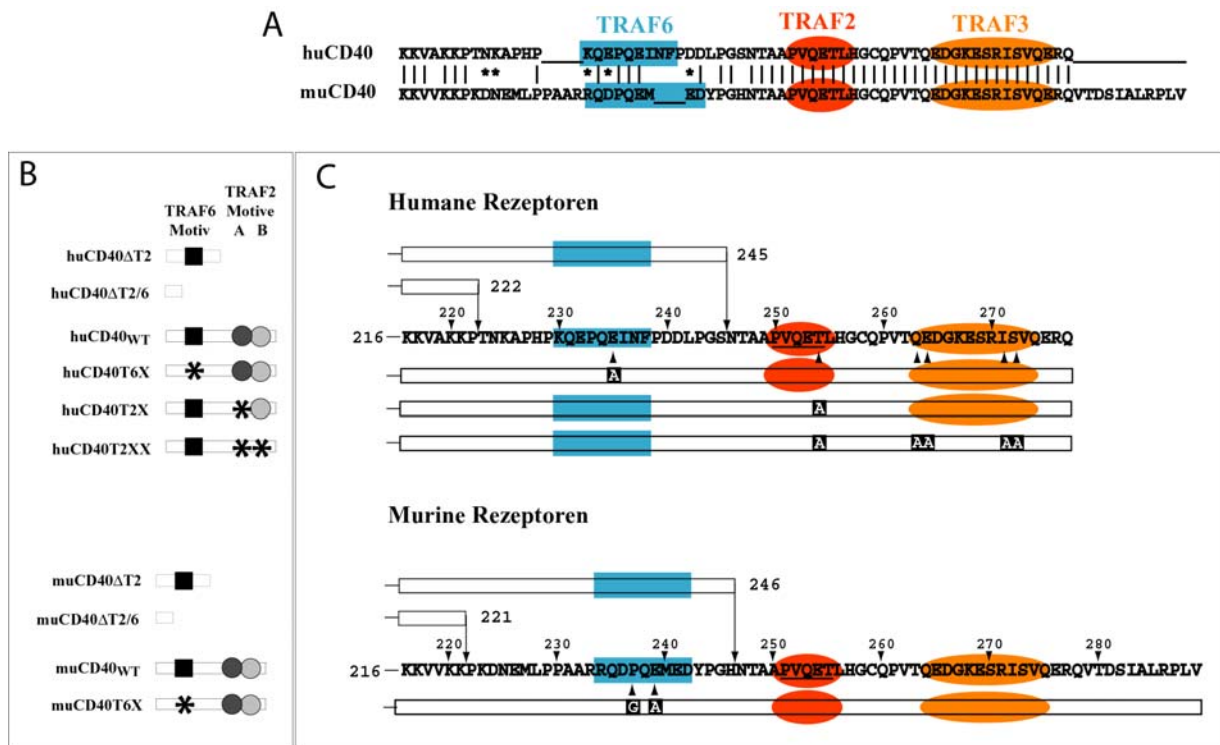 A
TRAF6 TRAF2 TRAF3
huCD40 KKVAKKPTNKAPHP____KQEPQEINFPDDLPGSNTAAPVQETLHGCQPVTQEDGKESRISVQERQ___________
muCD40 KKVAKKPKDNEMLPPAARRQDPQEM___EDYPGHNTAAPVQETLHGCQPVTQEDGKESRISVQERQVTDSIALRPLV
B
TRAF6 Motiv
TRAF2 Motive
A B
huCD40ΔT2
huCD40ΔT2/6
huCD40WT
huCD40T6X
huCD40T2X
huCD40T2XX
muCD40ΔT2
muCD40ΔT2/6
muCD40WT
muCD40T6X
C
Humane Rezeptoren
245
222
220 230 240 250 260 270
216 KKVAKKPTNKAPHPKQEPQEINFPDDLPGSNTAAPVQETLHGCQPVTQEDGKESRISVQERQ
A
A
A AA AA
Murine Rezeptoren
246
221
220 230 240 250 260 270 280
216 KKVVKKPKDNEMLPPAARRQDPQEMEDYPGHNTAAPVQETLHGCQPVTQEDGKESRISVQERQVTDSIALRPLV
G A